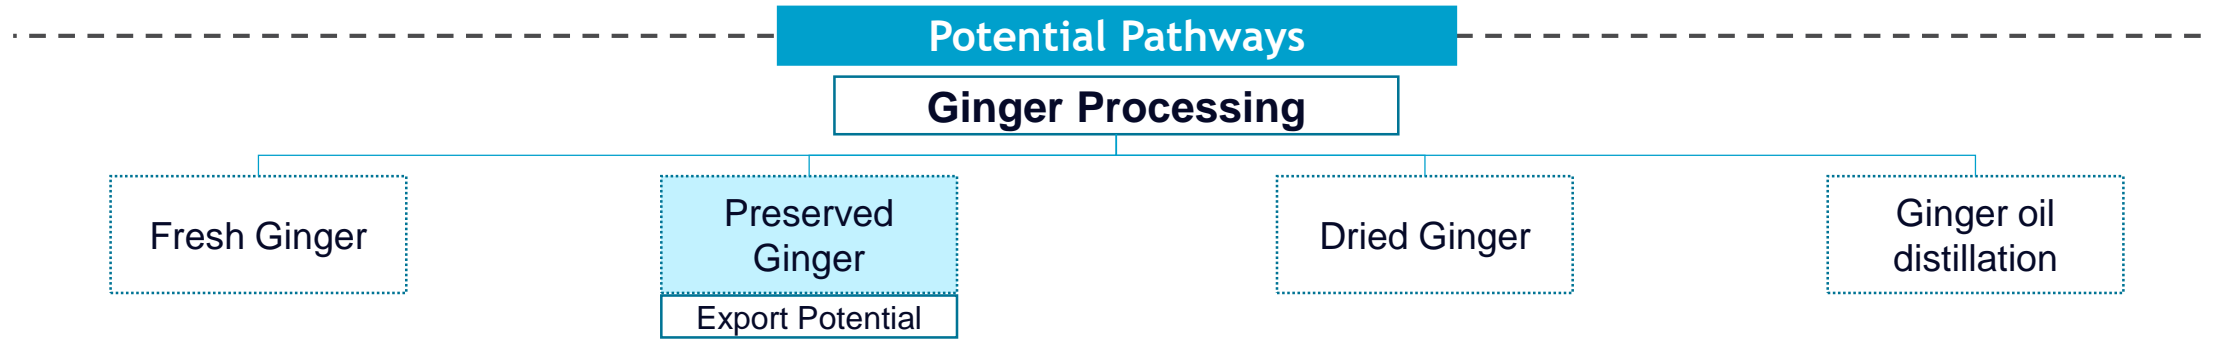 Potential Pathways
Ginger Processing
Fresh Ginger
Preserved
Ginger
Export Potential
Dried Ginger
Ginger oil
distillation